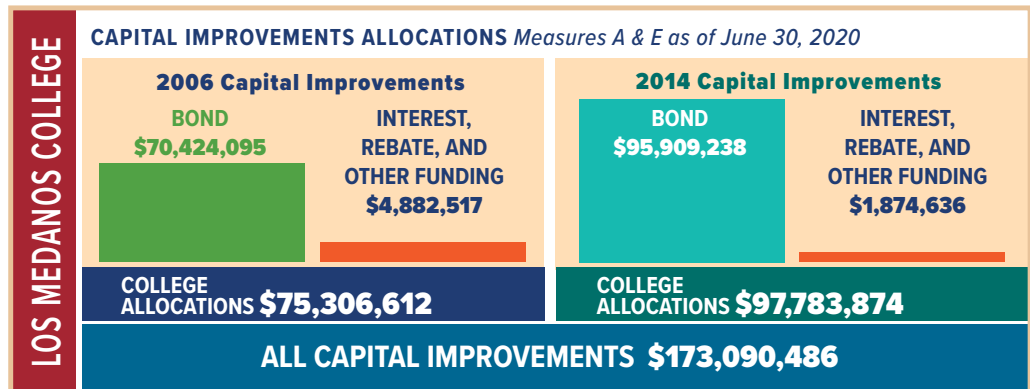 LOS MEDANOS COLLEGE
CAPITAL IMPROVEMENTS ALLOCATIONS Measures A & E as of June 30, 2020
2006 Capital Improvements
BOND
$70,424,095
INTEREST,
REBATE, AND
OTHER FUNDING
$4,882,517
COLLEGE
ALLOCATIONS $75,306,612
2014 Capital Improvements
BOND
$95,909,238
INTEREST,
REBATE, AND
OTHER FUNDING
$1,874,636
COLLEGE
ALLOCATIONS $97,783,874
ALL CAPITAL IMPROVEMENTS $173,090,486